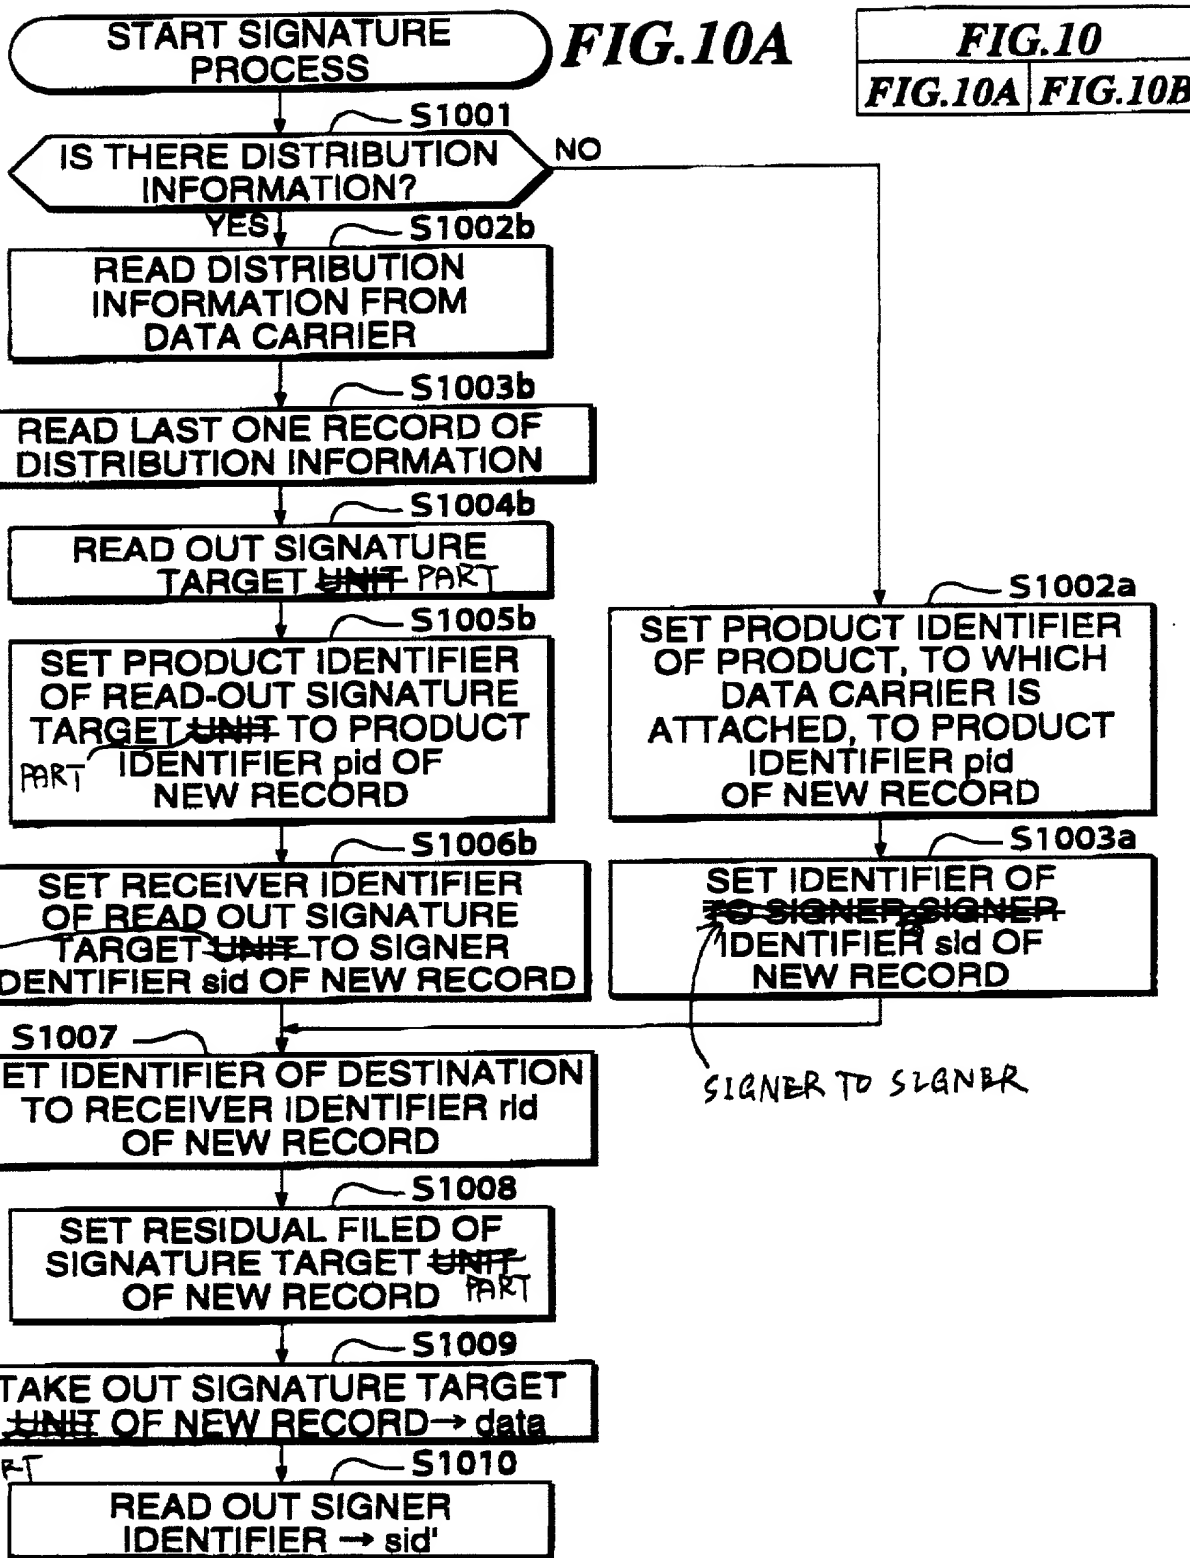 START SIGNATURE
PROCESS
FIG.10A
FIG.10
FIG.10A FIG.10B
S1001
IS THERE DISTRIBUTION
INFORMATION?
NO
YES
S1002b
READ DISTRIBUTION
INFORMATION FROM
DATA CARRIER
S1003b
READ LAST ONE RECORD OF
DISTRIBUTION INFORMATION
S1004b
READ OUT SIGNATURE
TARGET UNIT PART
S1005b
SET PRODUCT IDENTIFIER
OF READ-OUT SIGNATURE
TARGET UNIT TO PRODUCT
PART
IDENTIFIER pid OF
NEW RECORD
S1002a
SET PRODUCT IDENTIFIER
OF PRODUCT, TO WHICH
DATA CARRIER IS
ATTACHED, TO PRODUCT
IDENTIFIER pid
OF NEW RECORD
S1006b
SET RECEIVER IDENTIFIER
OF READ OUT SIGNATURE
TARGET UNIT TO SIGNER
DENTIFIER sid OF NEW RECORD
S1003a
SET IDENTIFIER OF
TO SIGNER SIGNER
IDENTIFIER sid OF
NEW RECORD
SIGNER TO SIGNER
S1007
ET IDENTIFIER OF DESTINATION
TO RECEIVER IDENTIFIER rid
OF NEW RECORD
S1008
SET RESIDUAL FILED OF
SIGNATURE TARGET UNIT
OF NEW RECORD PART
S1009
TAKE OUT SIGNATURE TARGET
UNIT OF NEW RECORD→ data
RT
S1010
READ OUT SIGNER
IDENTIFIER → sid'